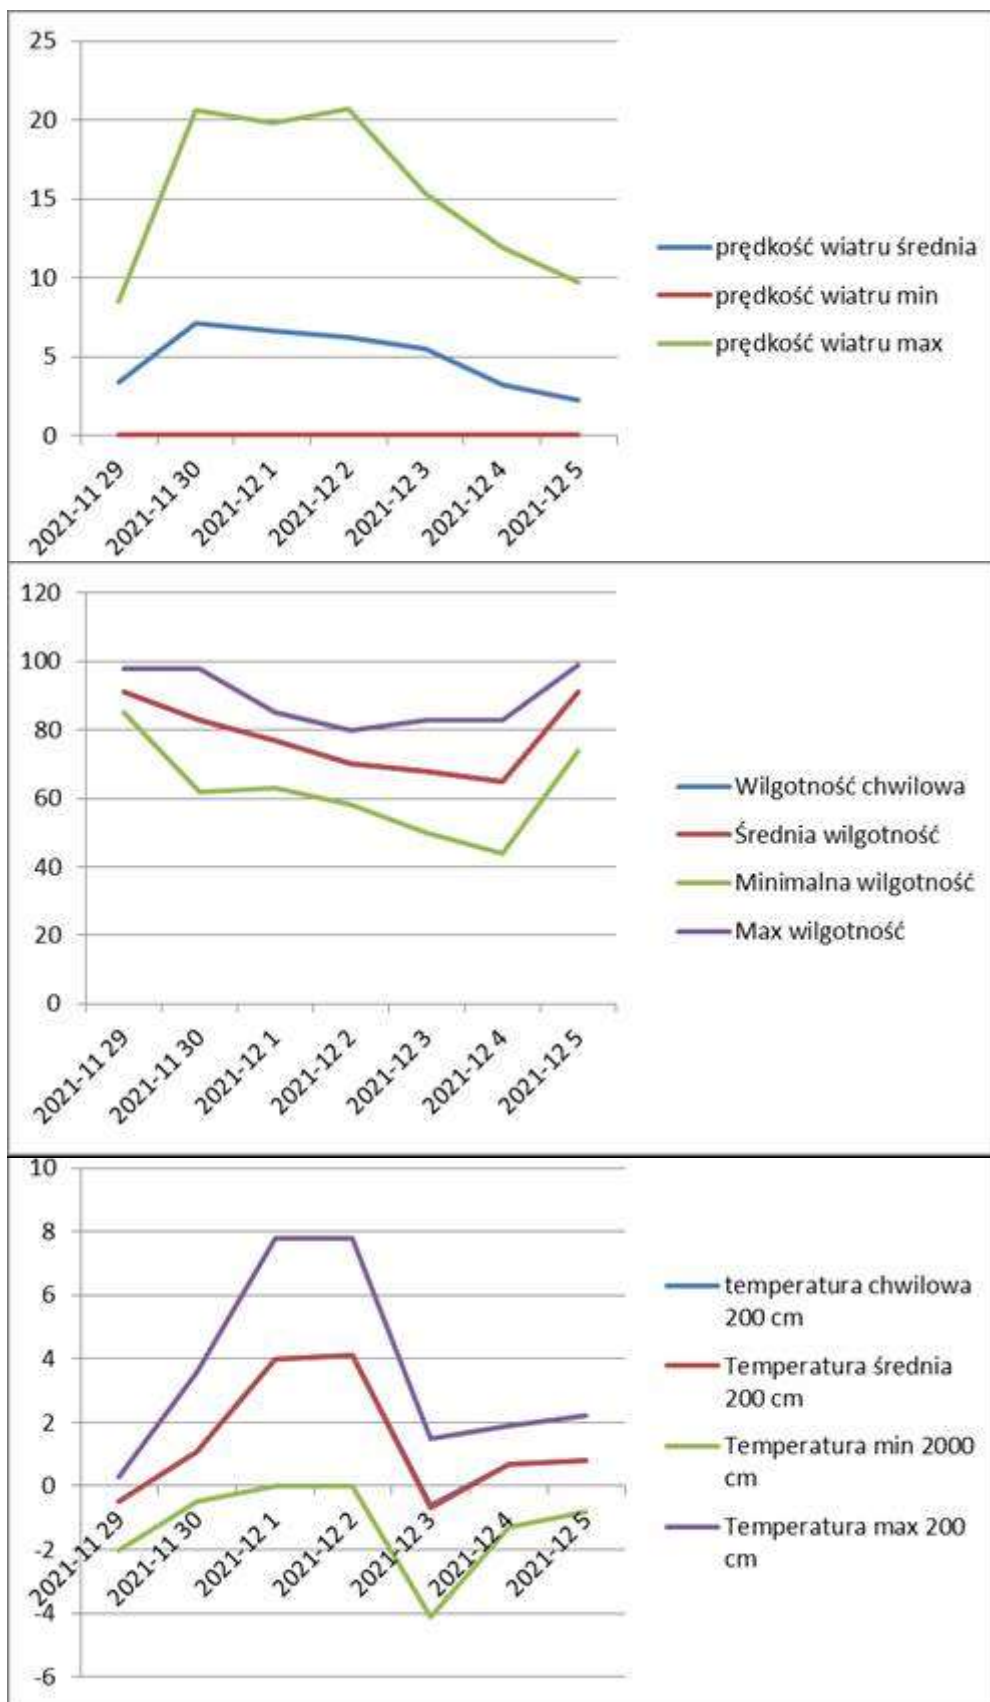 25
20
15
10
5
0
2021-11 29
2021-11 30
2021-12 1
2021-12 2
2021-12 3
2021-12 4
2021-12 5
prędkość wiatru średnia
prędkość wiatru min
prędkość wiatru max
120
100
80
60
40
20
0
2021-11 29
2021-11 30
2021-12 1
2021-12 2
2021-12 3
2021-12 4
2021-12 5
Wilgotność chwilowa
Średnia wilgotność
Minimalna wilgotność
Max wilgotność
10
8
6
4
2
0
-2
-4
-6
2021-11 29
2021-11 30
2021-12 1
2021-12 2
2021-12 3
2021-12 4
2021-12 5
temperatura chwilowa
200 cm
Temperatura średnia
200 cm
Temperatura min 2000
cm
Temperatura max 200
cm